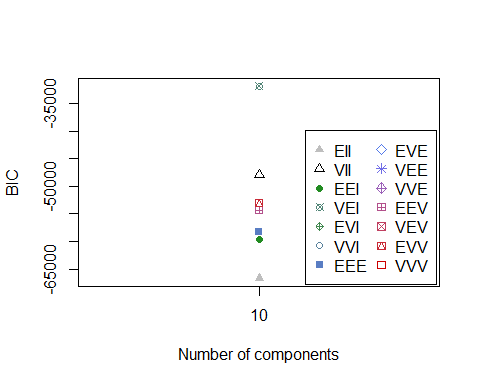 BIC
-35000
-50000
-65000
10
Number of components
EII
VII
EEI
VEI
EVI
VVI
EEE
EVE
VEE
VVE
EEV
VEV
EVV
VVV